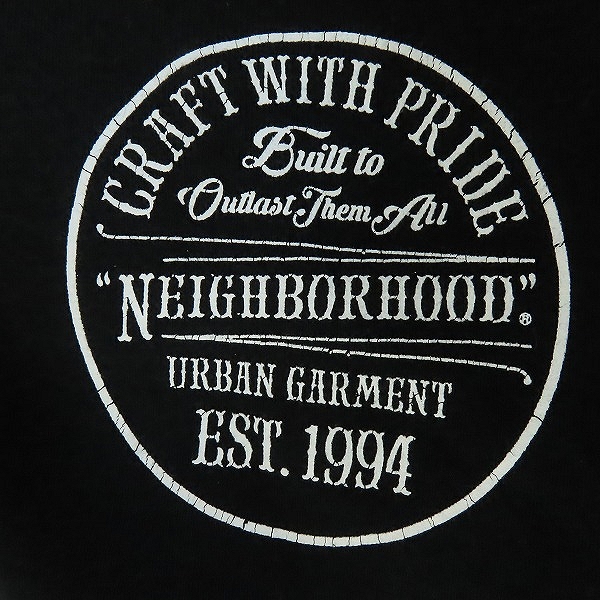 CRAFT WITH PRIDE
Built to
Outlast Them All
"NEIGHBORHOOD"®
URBAN GARMENT
EST. 1994